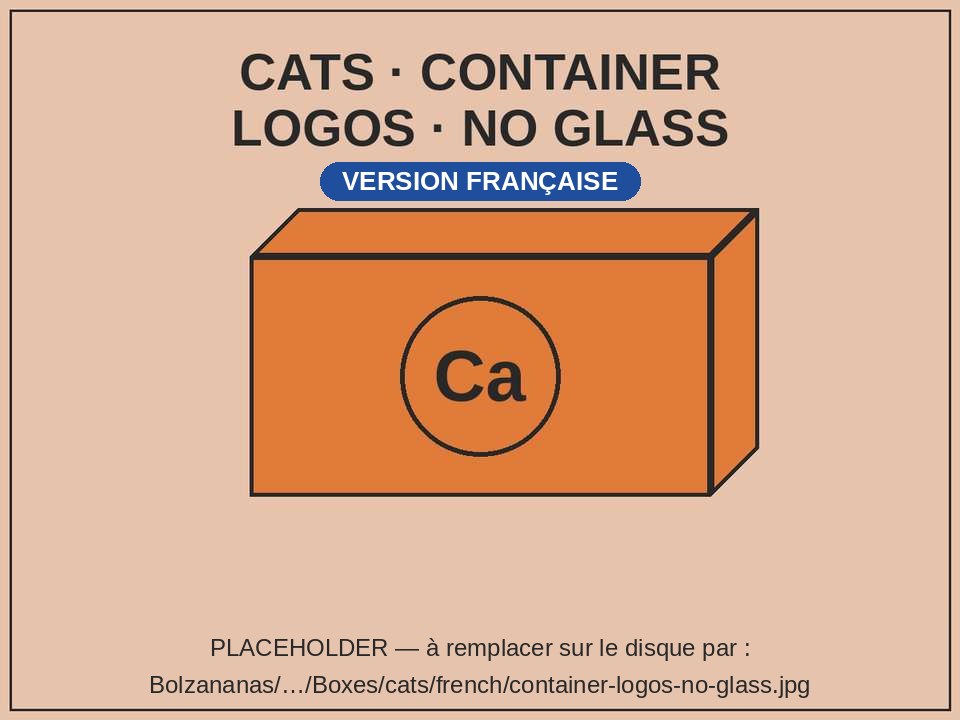 CATS · CONTAINER
LOGOS · NO GLASS
VERSION FRANÇAISE
Ca
PLACEHOLDER — à remplacer sur le disque par :
Bolzananas/…/Boxes/cats/french/container-logos-no-glass.jpg